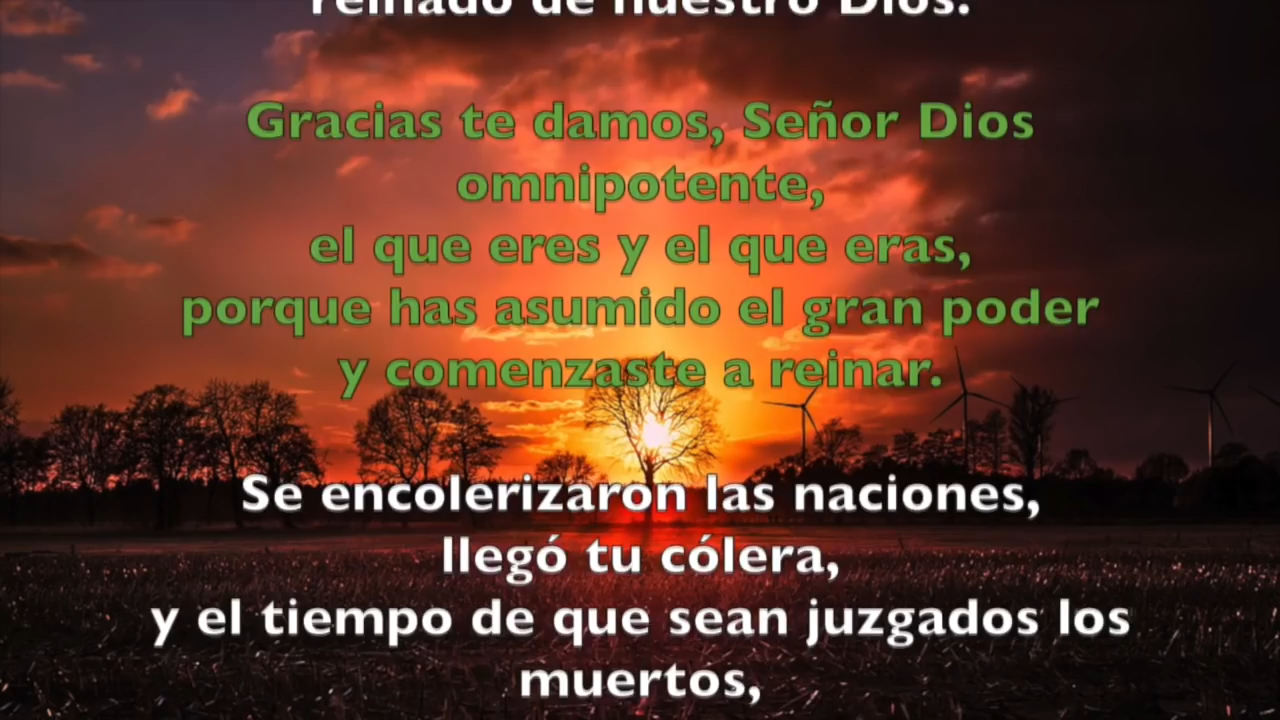 reinado de nuestro Dios.
Gracias te damos, Señor Dios
omnipotente,
el que eres y el que eras,
porque has asumido el gran poder
y comenzaste a reinar.
Se encolerizaron las naciones,
llegó tu cólera,
y el tiempo de que sean juzgados los
muertos,